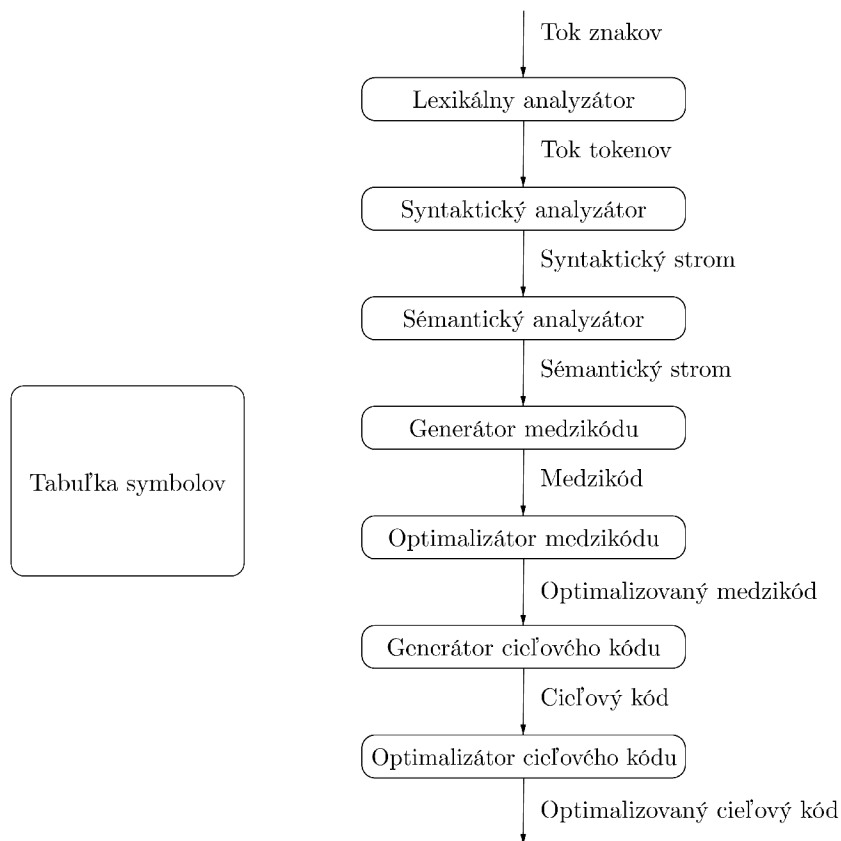 Tok znakov
Lexikálny analyzátor
Tok tokenov
Syntaktický analyzátor
Syntaktický strom
Sémantický analyzátor
Sémantický strom
Generátor medzikódu
Tabuľka symbolov
Medzikód
Optimalizátor medzikódu
Optimalizovaný medzikód
Generátor cieľového kódu
Cieľový kód
Optimalizátor cieľového kódu
Optimalizovaný cieľový kód